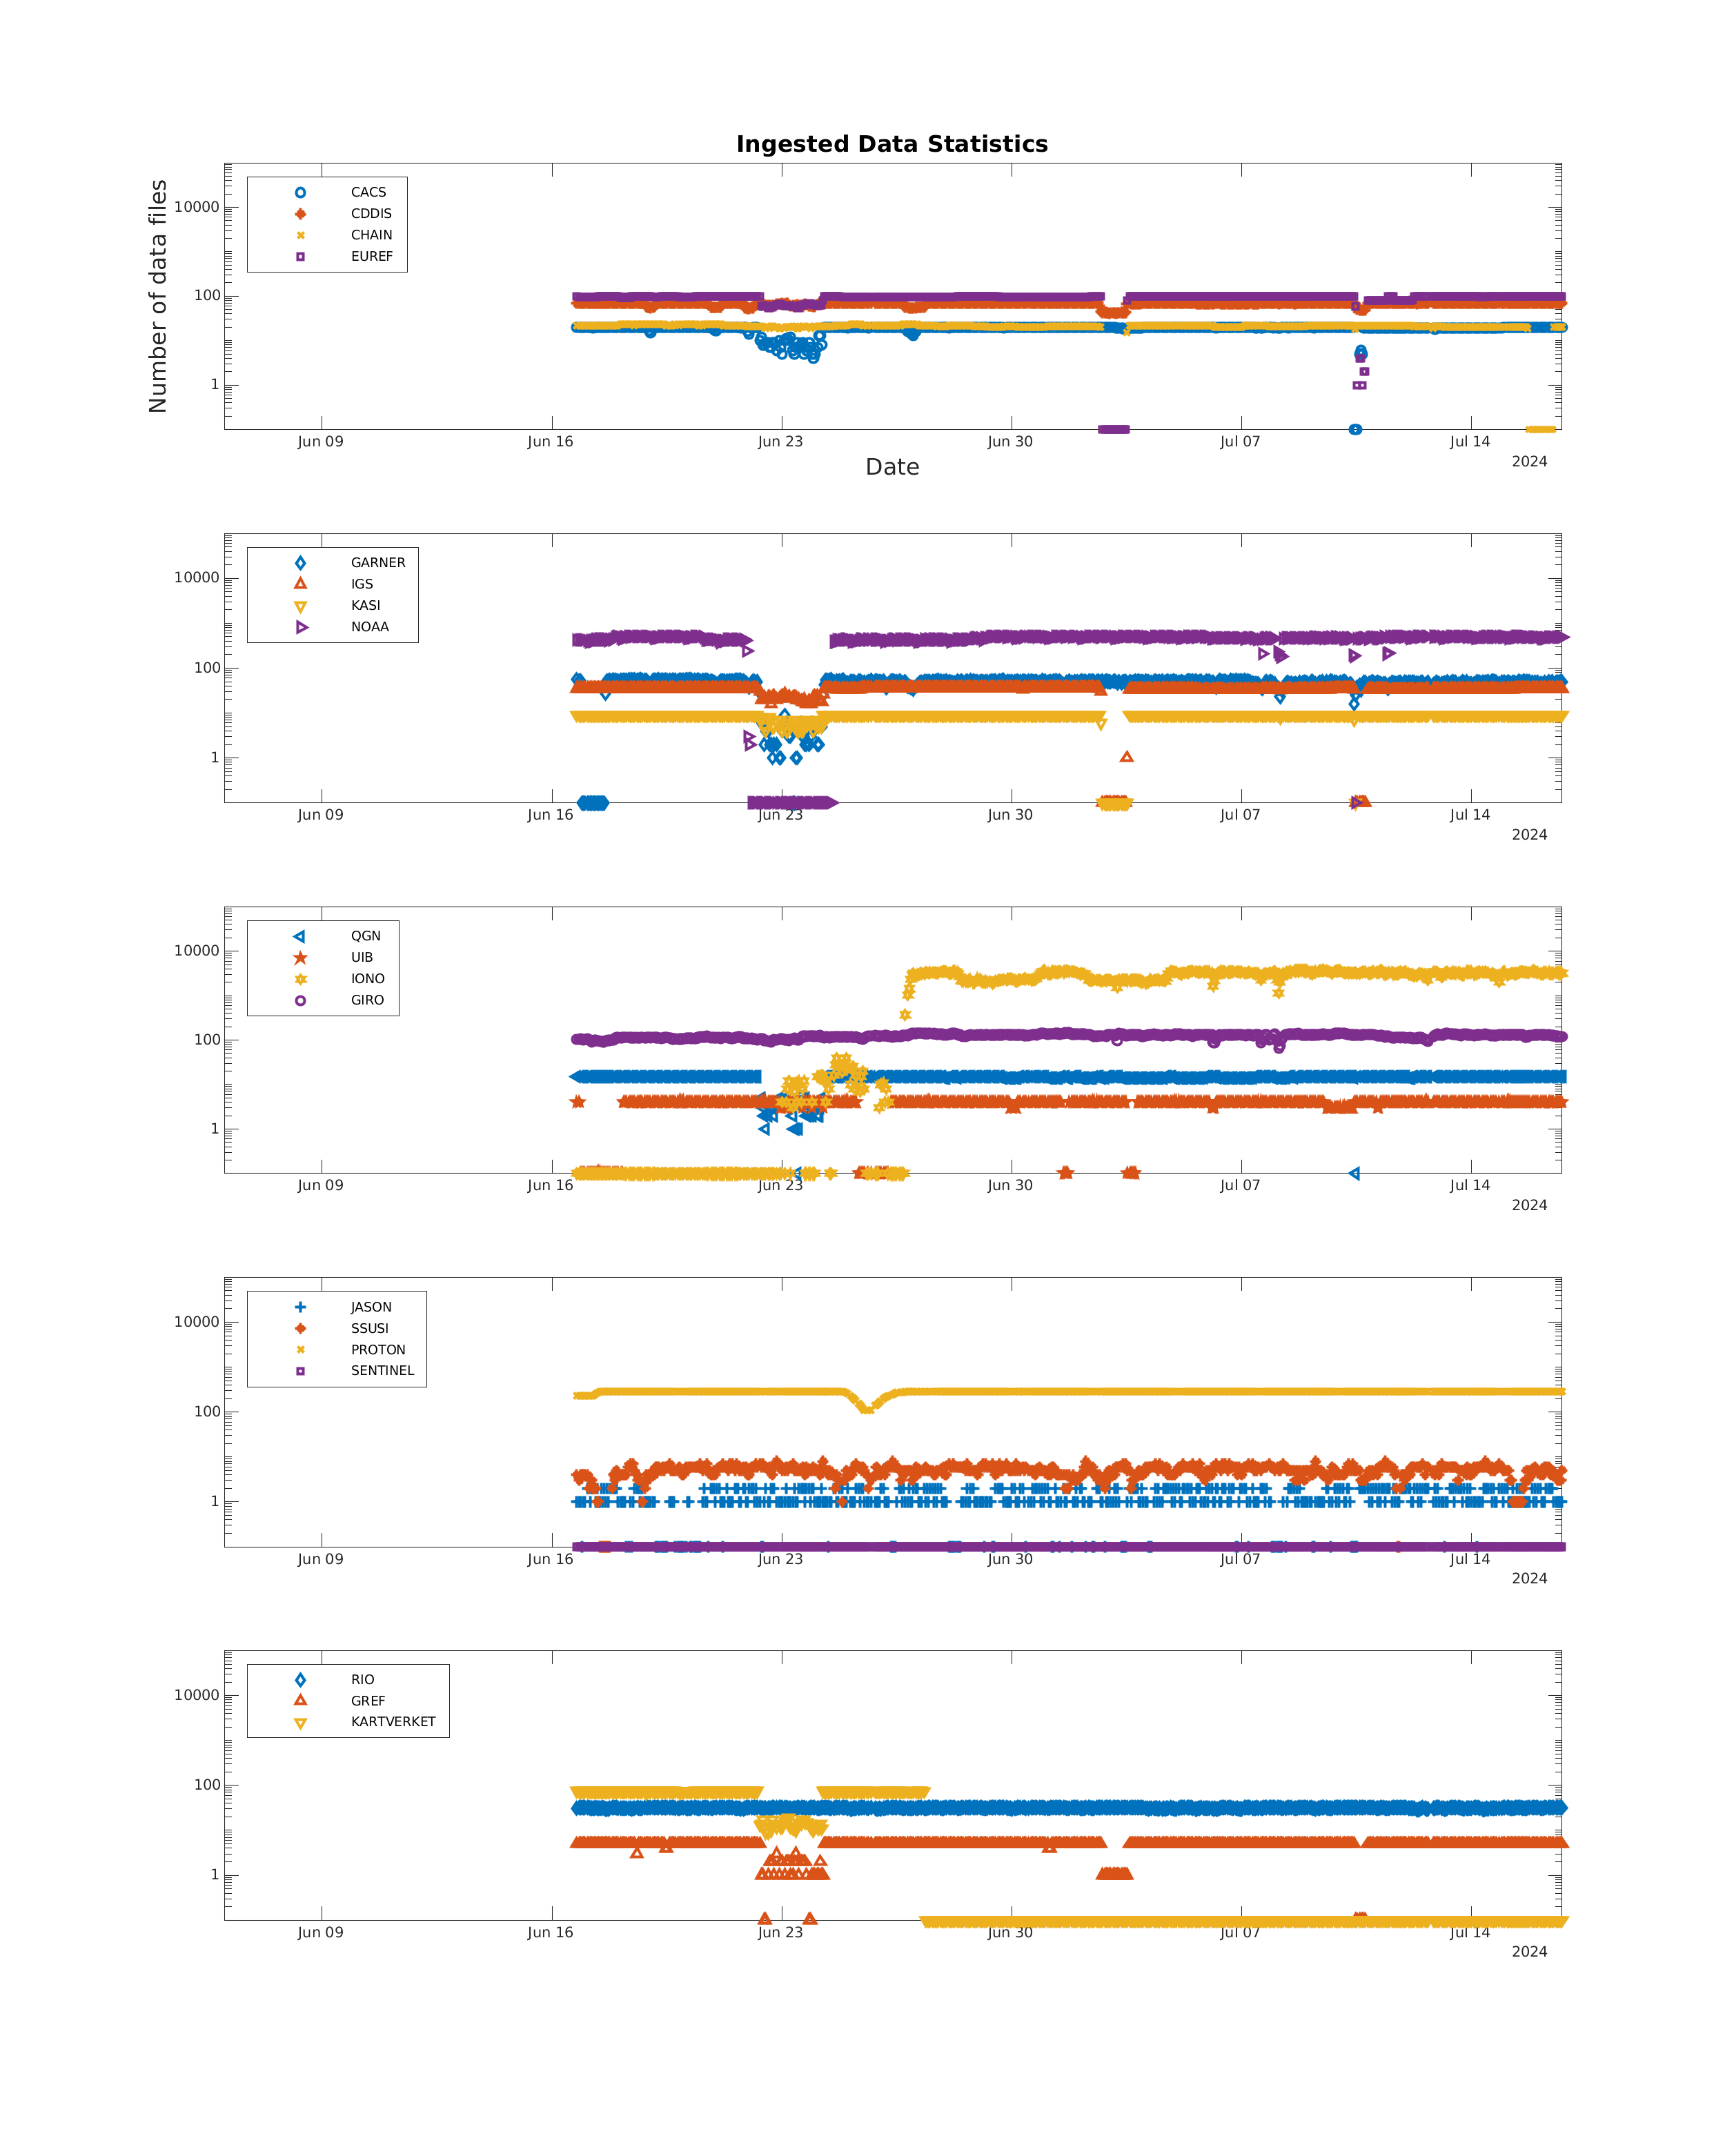 Ingested Data Statistics
Number of data files
CACS
CDDIS
CHAIN
EUREF
10000
100
1
Jun 09 Jun 16 Jun 23 Jun 30 Jul 07 Jul 14
2024
Date
GARNER
IGS
KASI
NOAA
10000
100
1
Jun 09 Jun 16 Jun 23 Jun 30 Jul 07 Jul 14
2024
QGN
UIB
IONO
GIRO
10000
100
1
Jun 09 Jun 16 Jun 23 Jun 30 Jul 07 Jul 14
2024
JASON
SSUSI
PROTON
SENTINEL
10000
100
1
Jun 09 Jun 16 Jun 23 Jun 30 Jul 07 Jul 14
2024
RIO
GREF
KARTVERKET
10000
100
1
Jun 09 Jun 16 Jun 23 Jun 30 Jul 07 Jul 14
2024